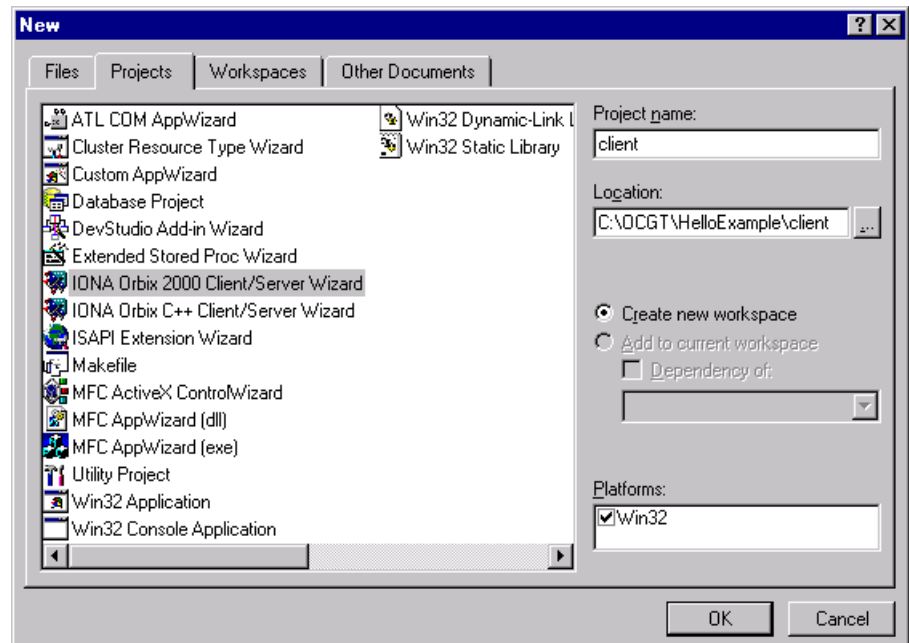 New
Files Projects Workspaces Other Documents
ATL COM AppWizard
Cluster Resource Type Wizard
Custom AppWizard
Database Project
DevStudio Add-in Wizard
Extended Stored Proc Wizard
IONA Orbix 2000 Client/Server Wizard
IONA Orbix C++ Client/Server Wizard
ISAPI Extension Wizard
Makefile
MFC ActiveX ControlWizard
MFC AppWizard (dll)
MFC AppWizard (exe)
Utility Project
Win32 Application
Win32 Console Application
Win32 Dynamic-Link L
Win32 Static Library
Project name:
client
Location:
C:\OCGT\HelloExample\client
...
Create new workspace
Add to current workspace
Dependency of:
Platforms:
Win32
OK Cancel